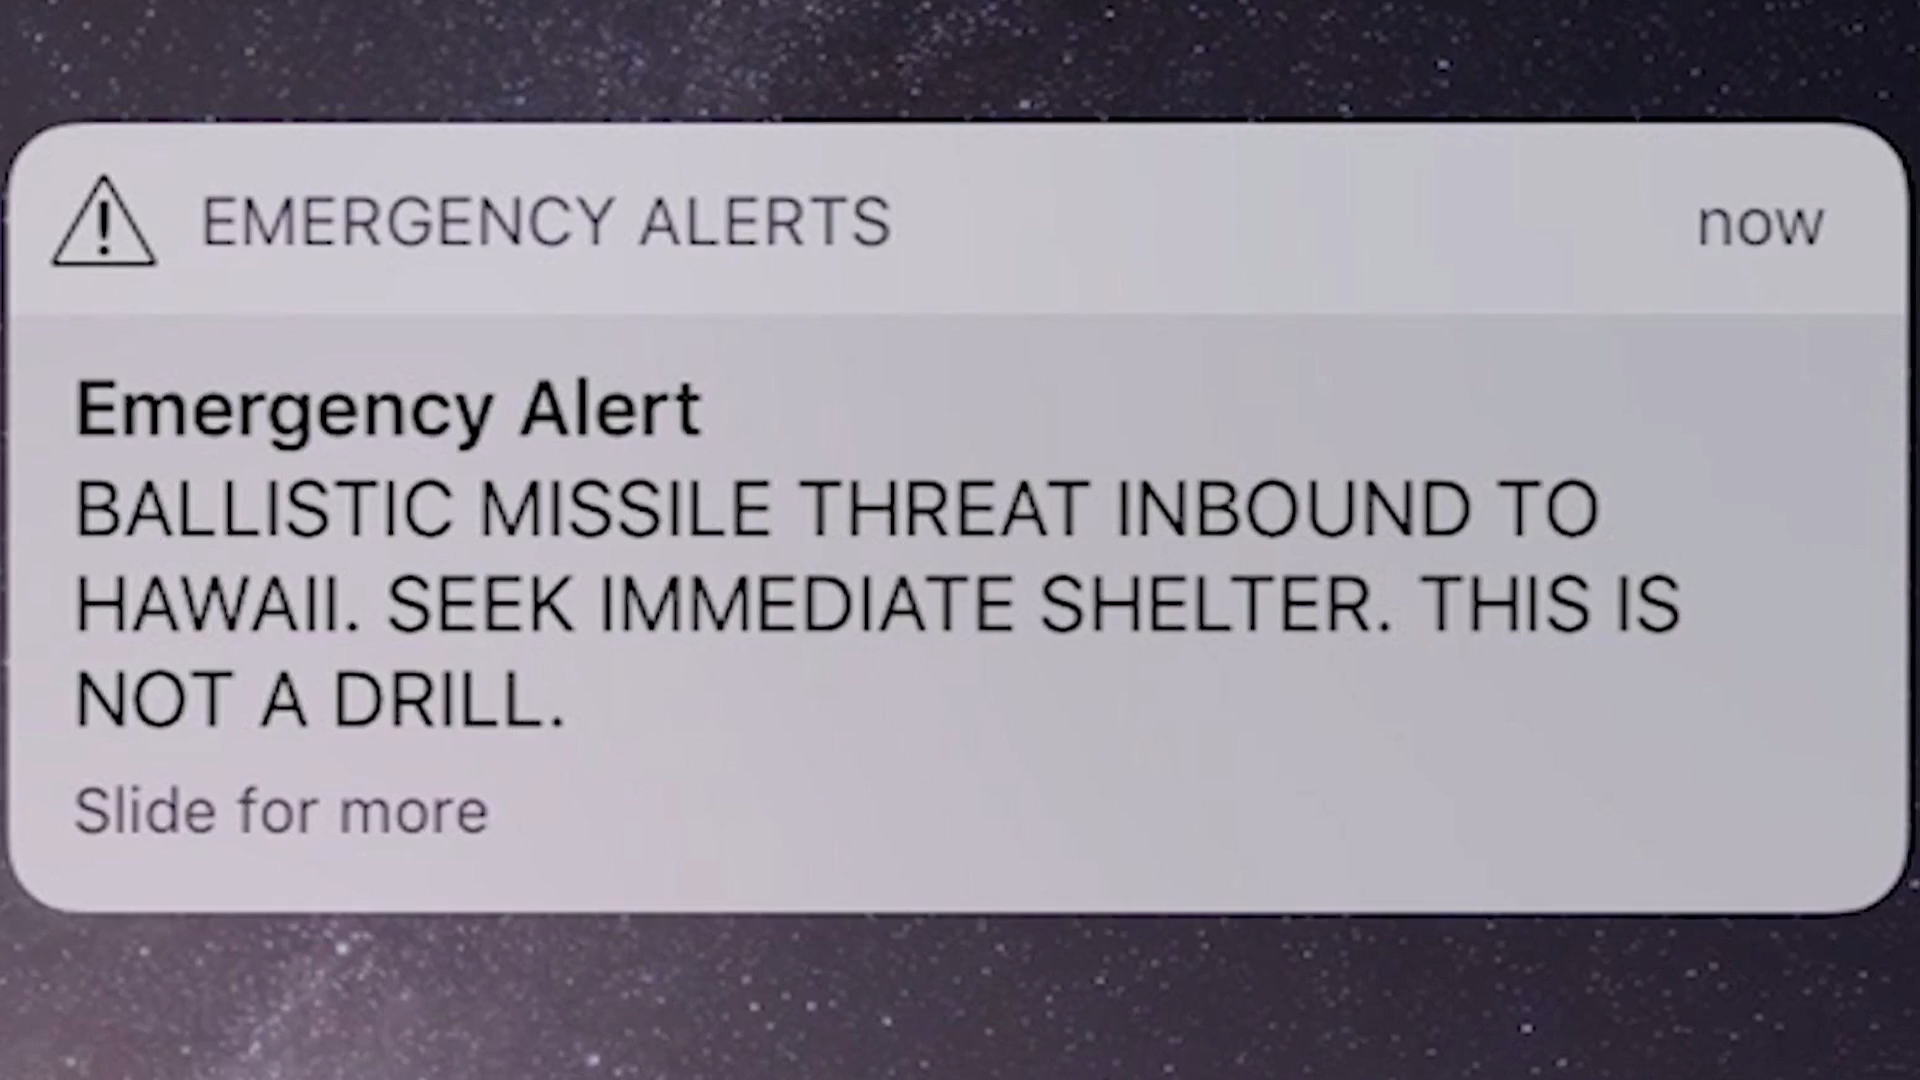 EMERGENCY ALERTS
now
Emergency Alert
BALLISTIC MISSILE THREAT INBOUND TO
HAWAII. SEEK IMMEDIATE SHELTER. THIS IS
NOT A DRILL.
Slide for more